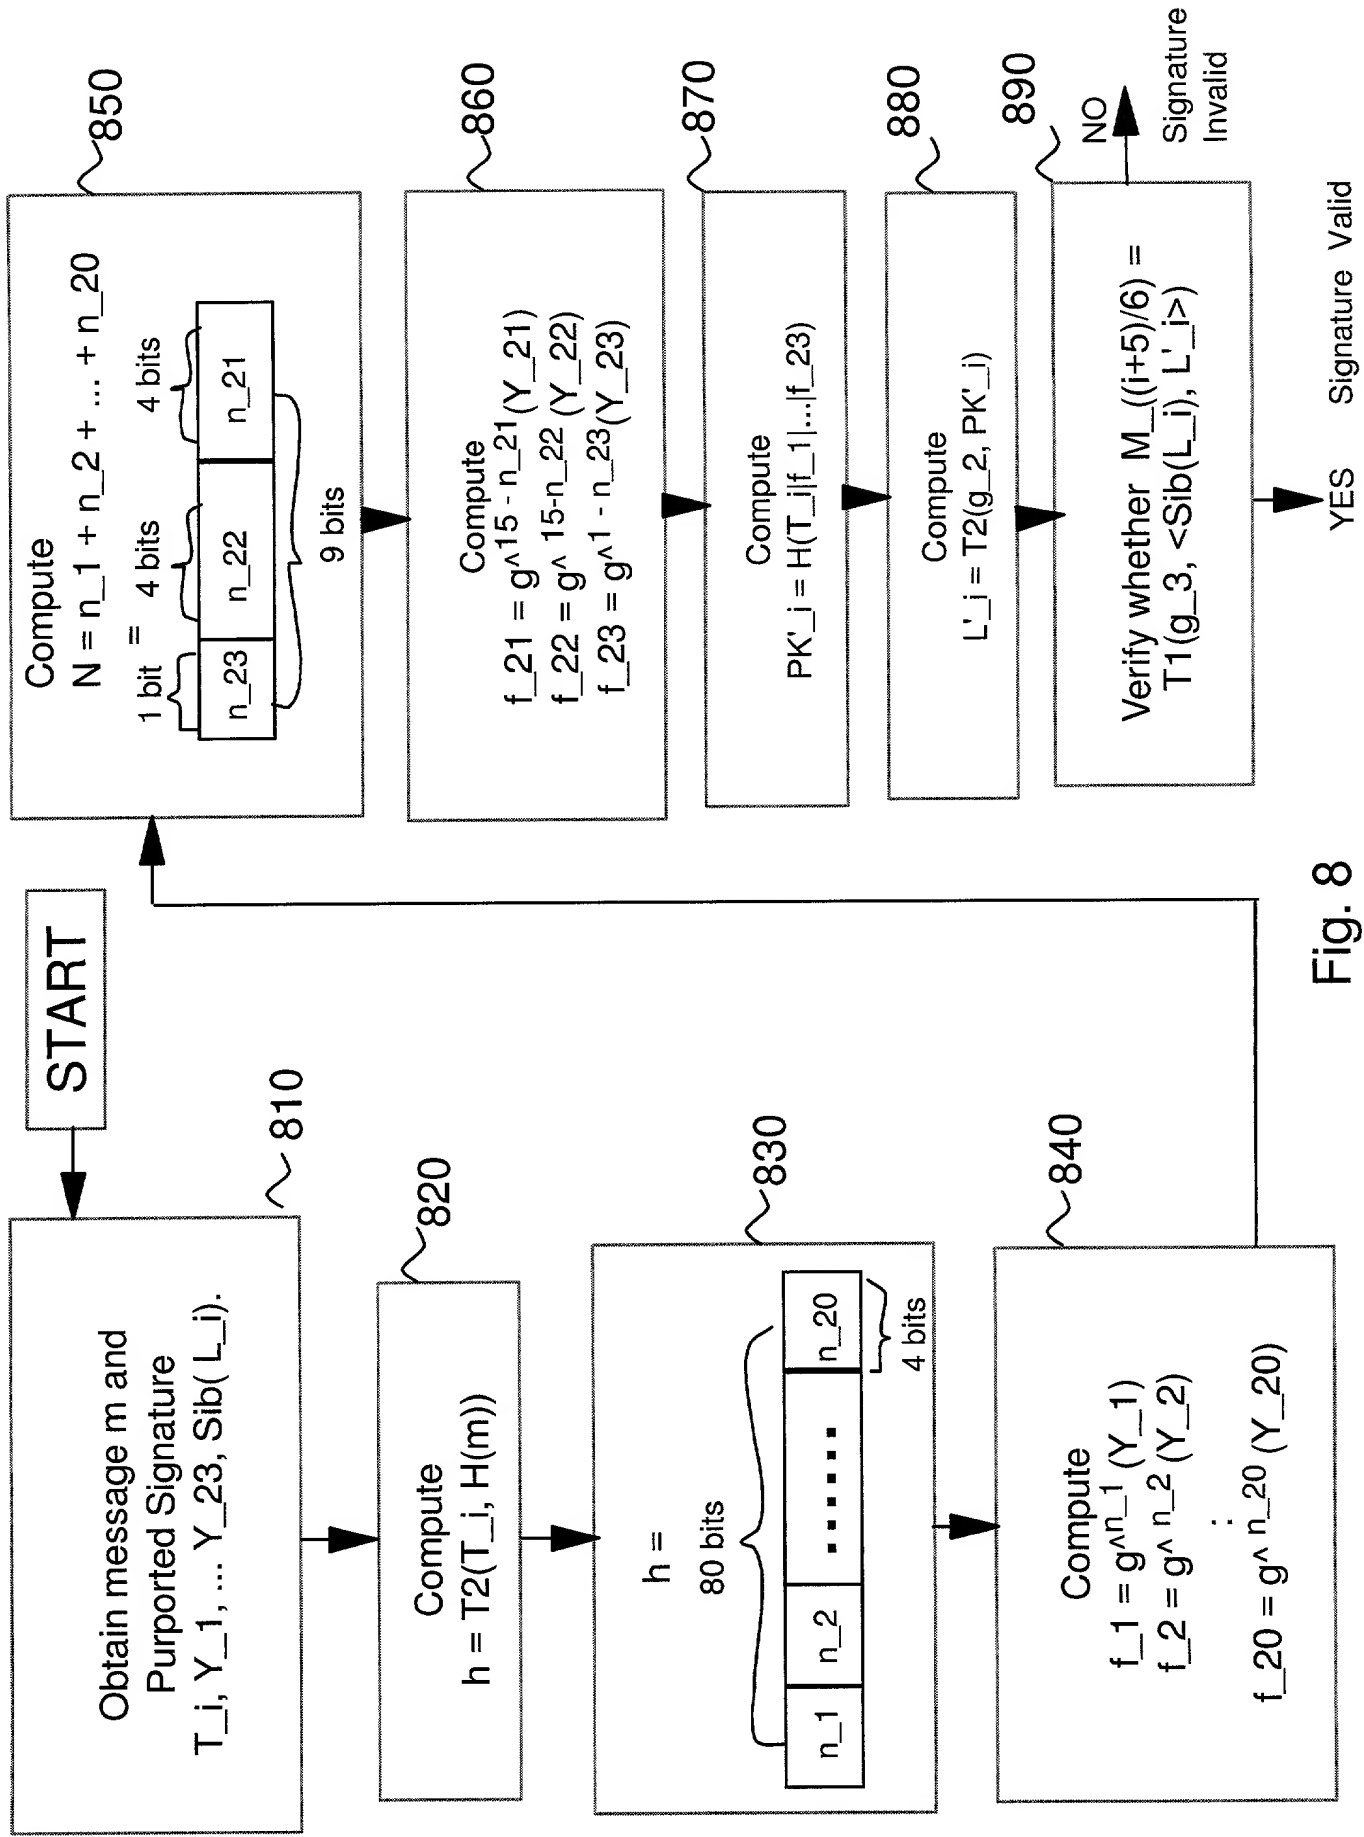 START
Obtain message m and
Purported Signature
T_i, Y_1, ... Y_23, Sib( L_i).
810
Compute
h = T2(T_i, H(m))
820
h =
80 bits
n_1 n_2 ...... n_20
4 bits
830
Compute
f_1 = g^n_1 (Y_1)
f_2 = g^ n_2 (Y_2)
:
f_20 = g^ n_20 (Y_20)
840
Compute
N = n_1 + n_2 + ... + n_20
=
1 bit 4 bits 4 bits
n_23 n_22 n_21
9 bits
850
Compute
f_21 = g^15 - n_21(Y_21)
f_22 = g^ 15-n_22 (Y_22)
f_23 = g^1 - n_23(Y_23)
860
Compute
PK'_i = H(T_i|f_1|...|f_23)
870
Compute
L'_i = T2(g_2, PK'_i)
880
Verify whether M_((i+5)/6) =
T1(g_3, <Sib(L_i), L'_i>)
890
NO
Signature
Invalid
YES Signature Valid
Fig. 8